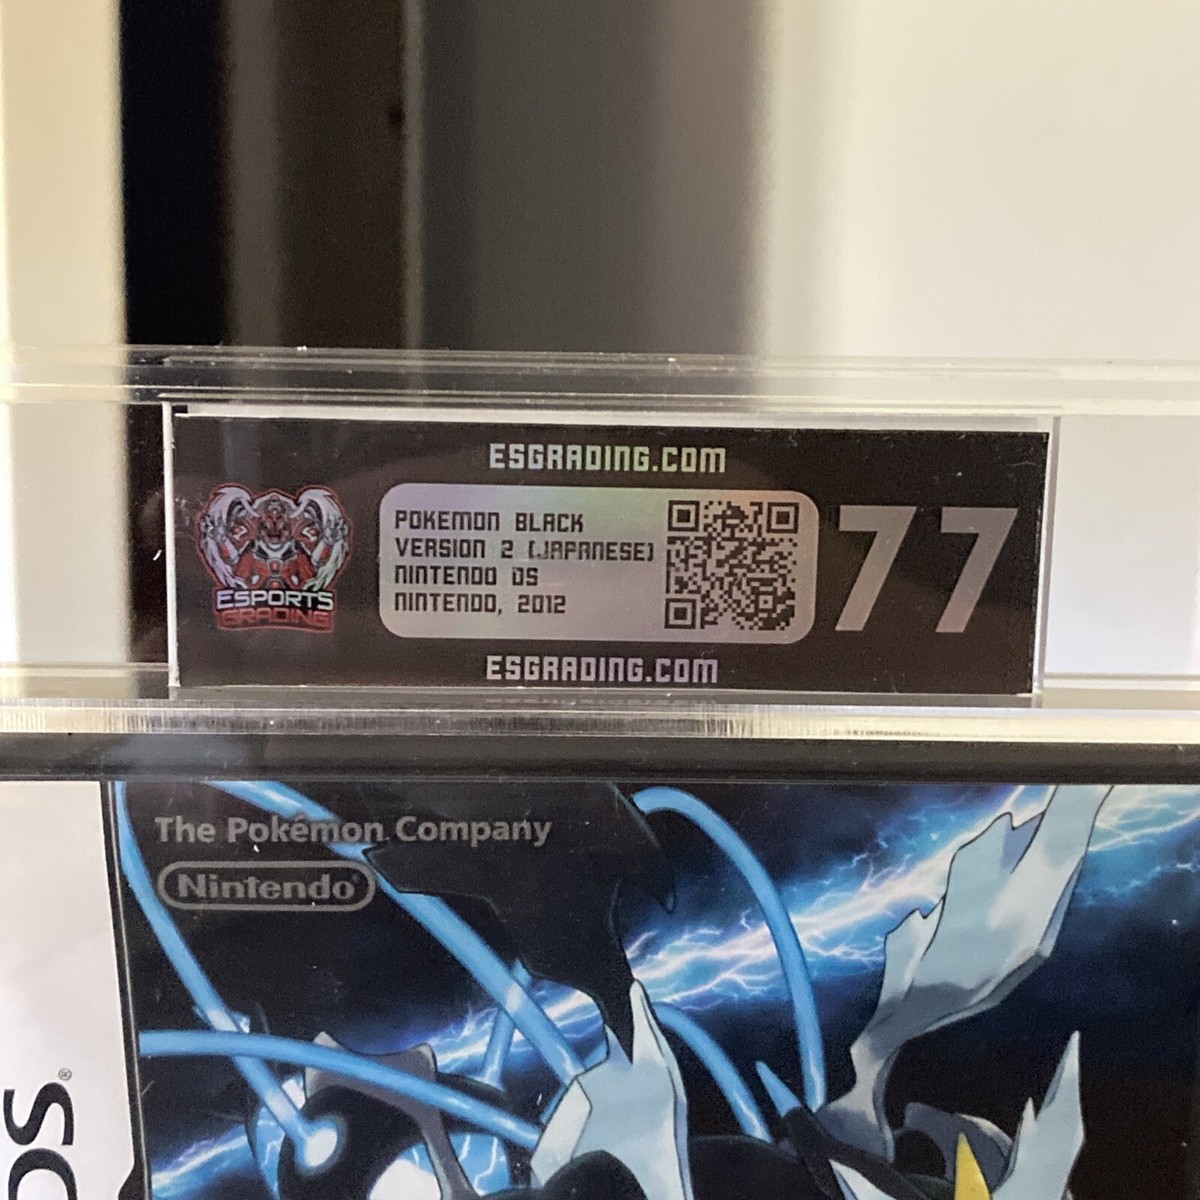 ESGRADING.COM
ESPORTS
GRADING
POKEMON BLACK
VERSION 2 (JAPANESE)
NINTENDO DS
NINTENDO, 2012
77
ESGRADING.COM
The Pokémon Company
Nintendo®
DS®